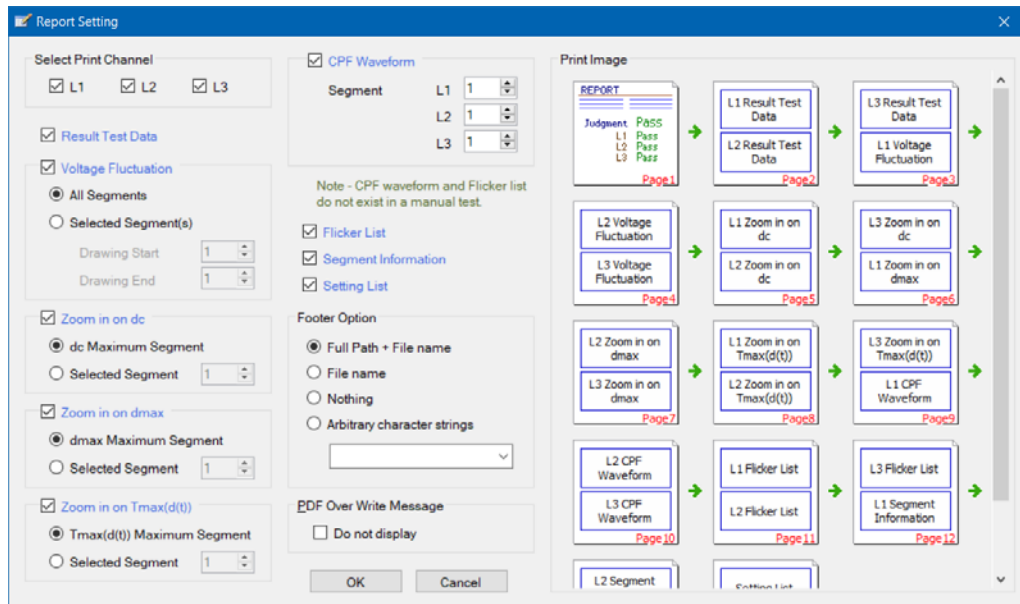 Report Setting
Select Print Channel
L1
L2
L3
Result Test Data
Voltage Fluctuation
All Segments
Selected Segment(s)
Drawing Start
1
Drawing End
1
Zoom in on dc
dc Maximum Segment
Selected Segment
1
Zoom in on dmax
dmax Maximum Segment
Selected Segment
1
Zoom in on Tmax(d(t))
Tmax(d(t)) Maximum Segment
Selected Segment
1
CPF Waveform
Segment
L1
1
L2
1
L3
1
Note - CPF waveform and Flicker list
do not exist in a manual test.
Flicker List
Segment Information
Setting List
Footer Option
Full Path + File name
File name
Nothing
Arbitrary character strings
PDF Over Write Message
Do not display
OK
Cancel
Print Image
REPORT
Judgment Pass
L1 Pass
L2 Pass
L3 Pass
Page1
L1 Result Test
Data
L2 Result Test
Data
Page2
L3 Result Test
Data
L1 Voltage
Fluctuation
Page3
L2 Voltage
Fluctuation
L3 Voltage
Fluctuation
Page4
L1 Zoom in on
dc
L2 Zoom in on
dc
Page5
L3 Zoom in on
dc
L1 Zoom in on
dmax
Page6
L2 Zoom in on
dmax
L3 Zoom in on
dmax
Page7
L1 Zoom in on
Tmax(d(t))
L2 Zoom in on
Tmax(d(t))
Page8
L3 Zoom in on
Tmax(d(t))
L1 CPF
Waveform
Page9
L2 CPF
Waveform
L3 CPF
Waveform
Page10
L1 Flicker List
L2 Flicker List
Page11
L3 Flicker List
L1 Segment
Information
Page12
L2 Segment
Setting List